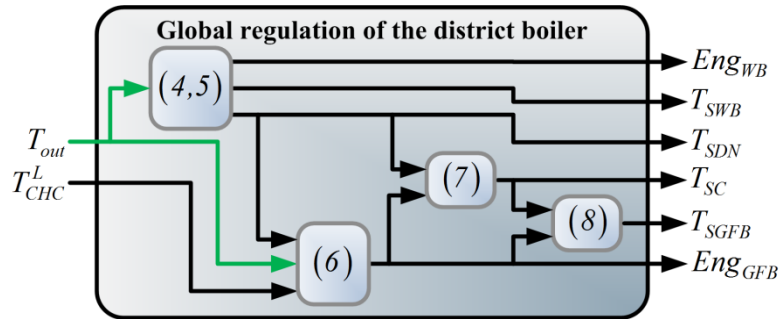 Global regulation of the district boiler
(4,5)
Eng_WB
T_SWB
T_out
T_SDN
T^L_CHC
(7)
T_SC
(8)
T_SGFB
(6)
Eng_GFB